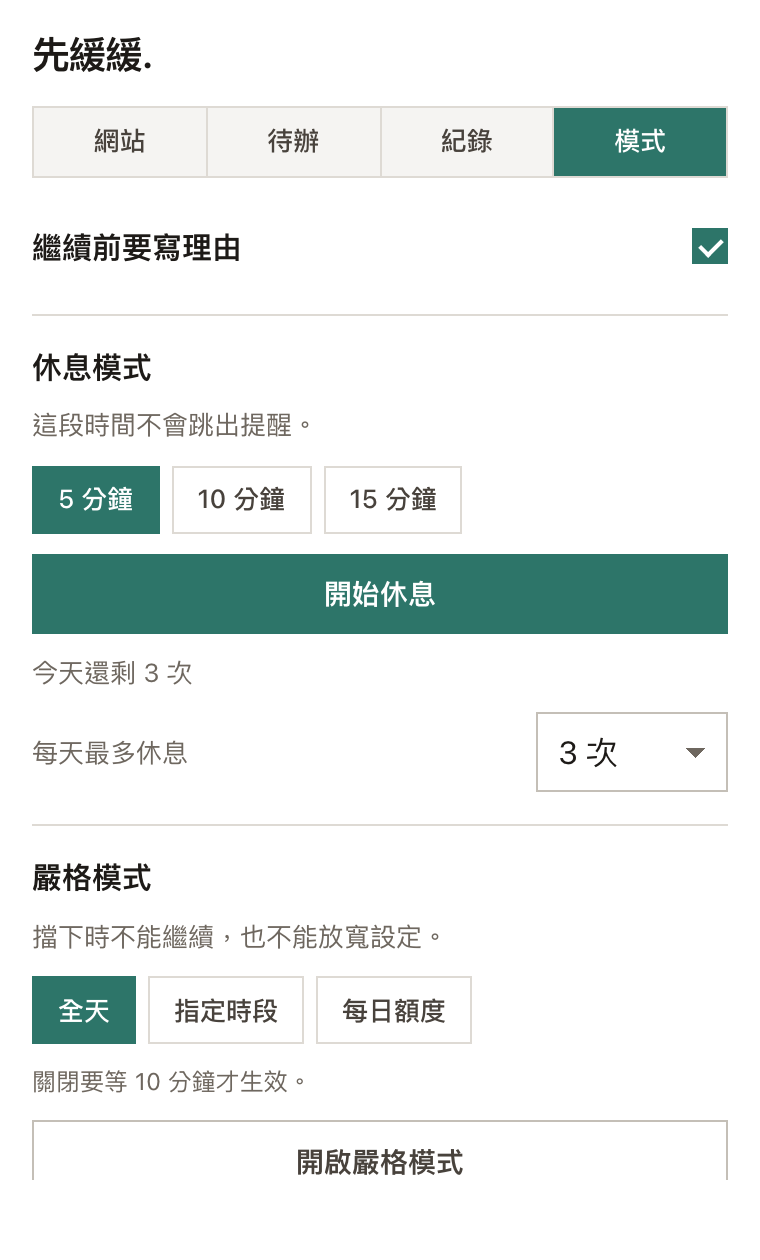 先緩緩.
網站 待辦 紀錄 模式
繼續前要寫理由
休息模式
這段時間不會跳出提醒。
5 分鐘 10 分鐘 15 分鐘
開始休息
今天還剩 3 次
每天最多休息 3 次
嚴格模式
擋下時不能繼續，也不能放寬設定。
全天 指定時段 每日額度
關閉要等 10 分鐘才生效。
開啟嚴格模式